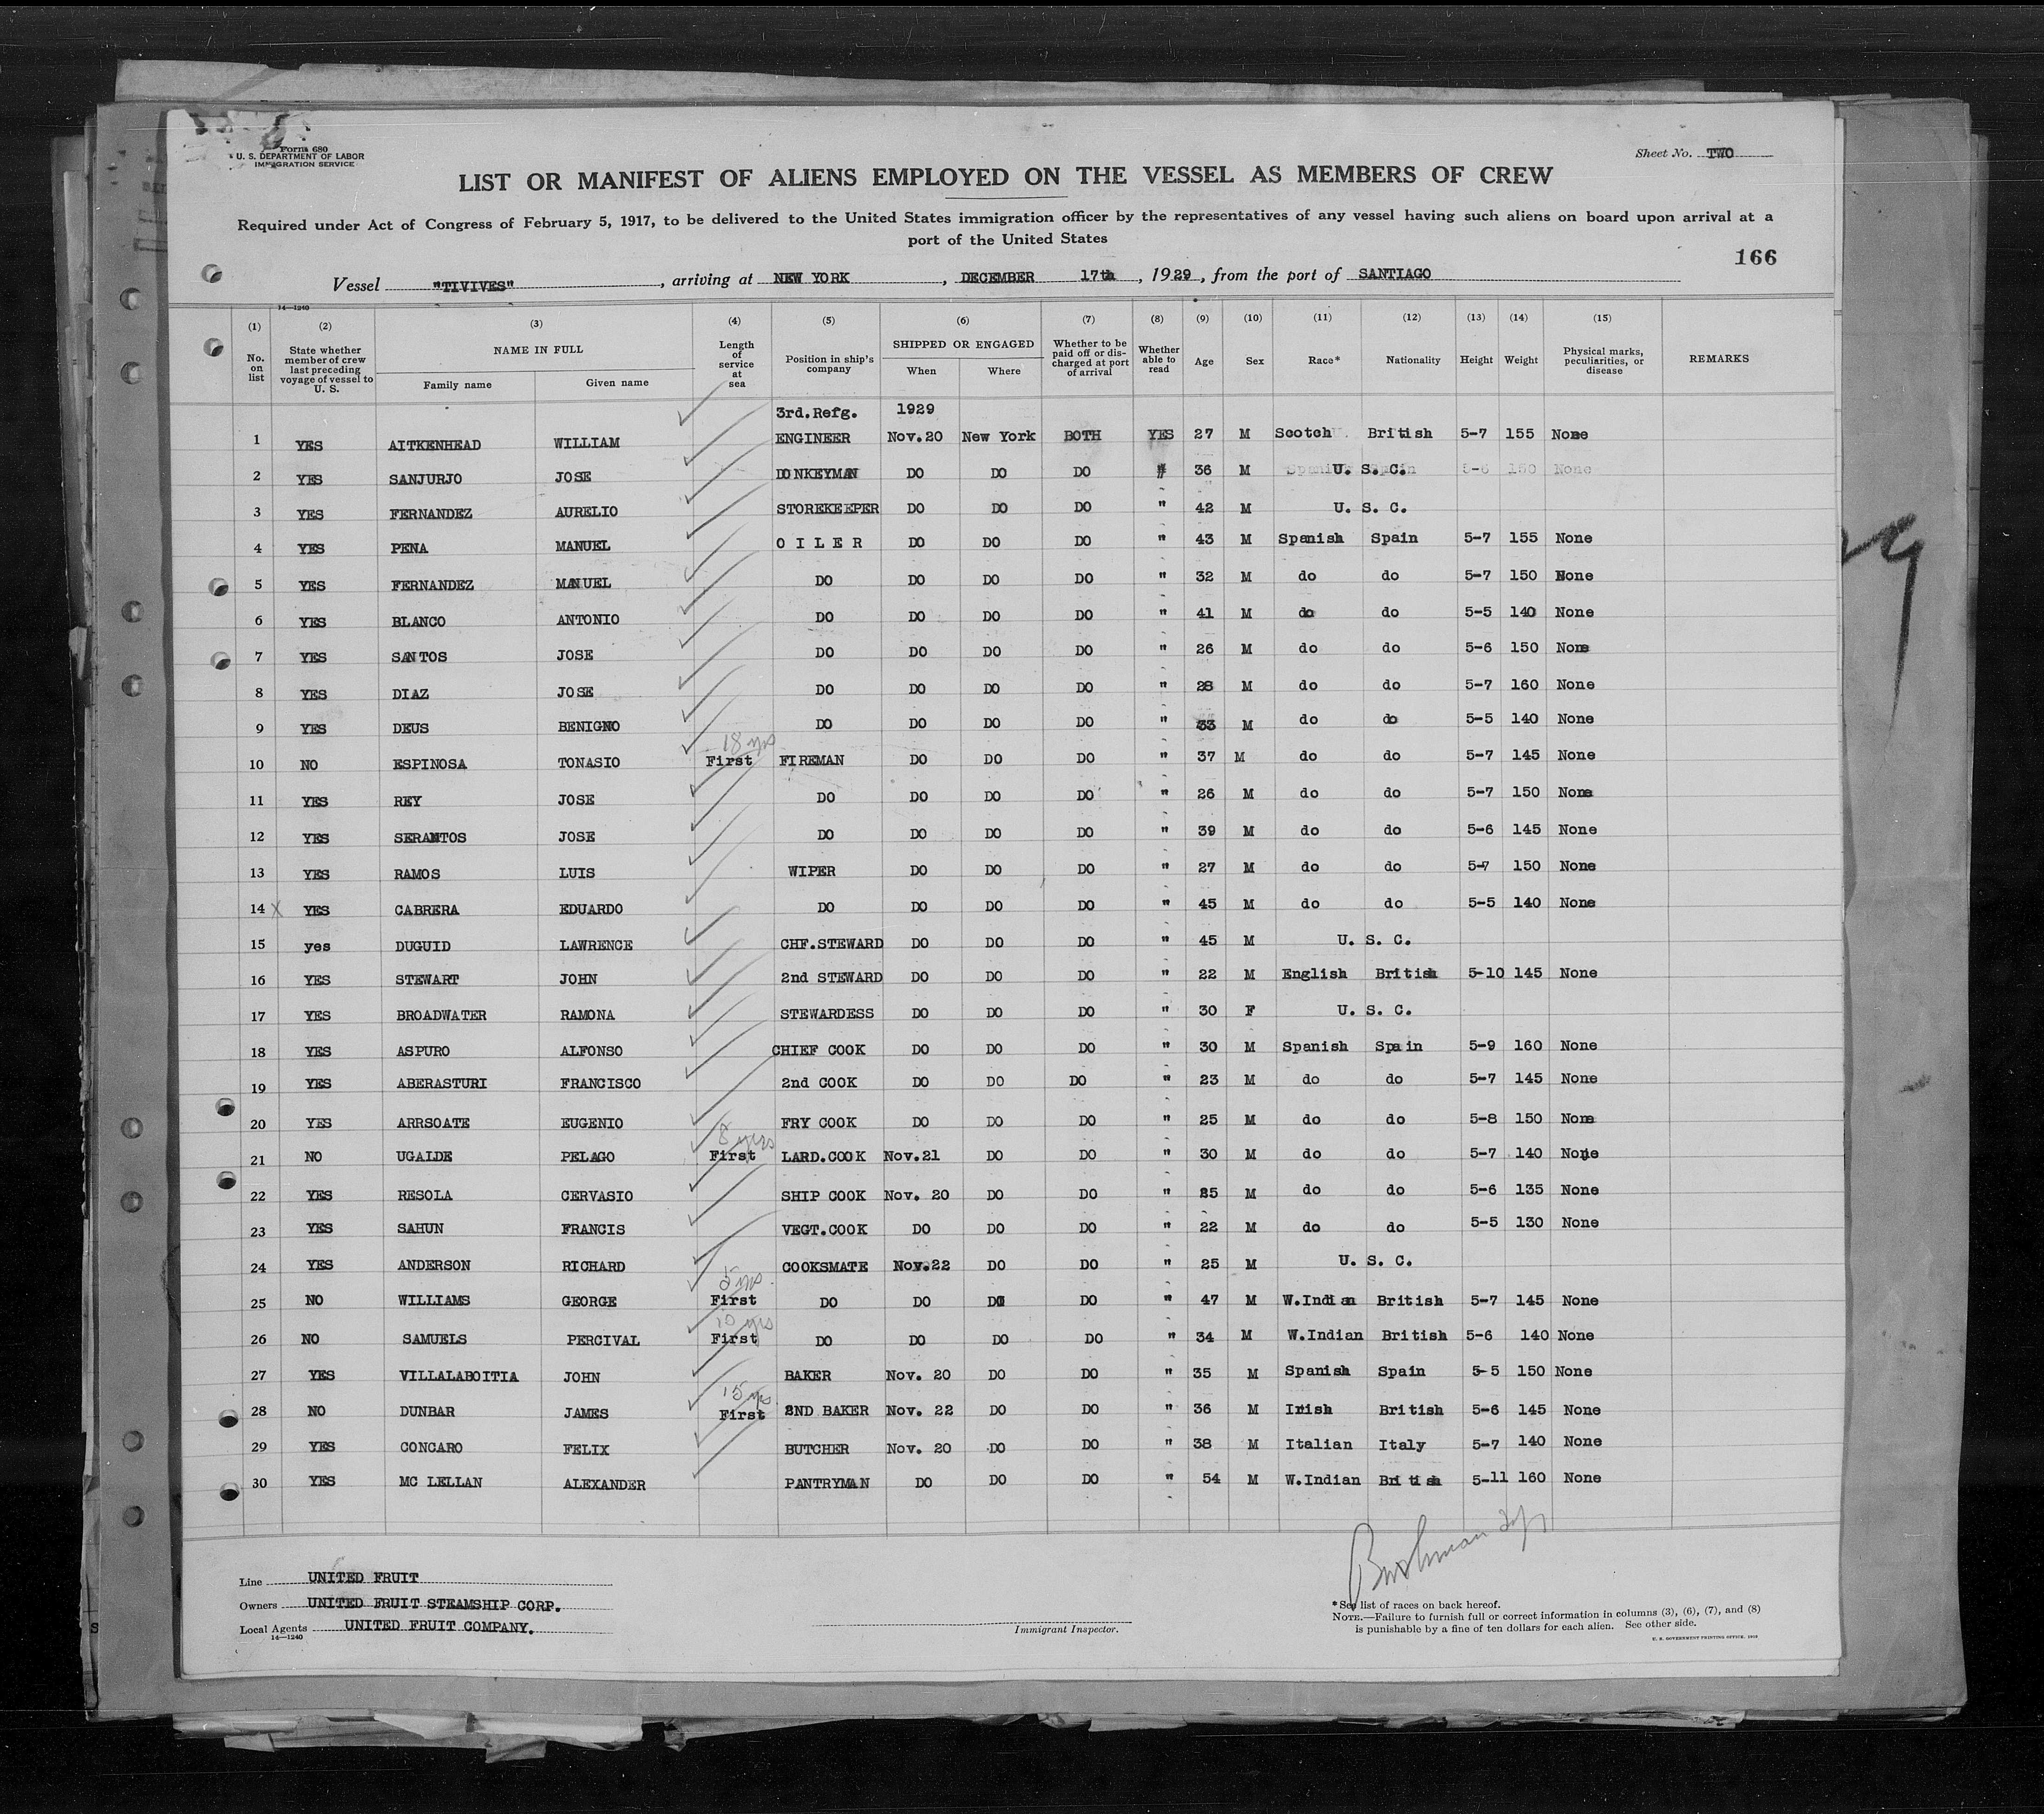 Form 680
U. S. DEPARTMENT OF LABOR
IMMIGRATION SERVICE
Sheet No. TWO
LIST OR MANIFEST OF ALIENS EMPLOYED ON THE VESSEL AS MEMBERS OF CREW
Required under Act of Congress of February 5, 1917, to be delivered to the United States immigration officer by the representatives of any vessel having such aliens on board upon arrival at a
port of the United States
166
Vessel "TIVIVES", arriving at NEW YORK, DECEMBER 17th, 1929, from the port of SANTIAGO
14—1240
(1) (2) (3) (4) (5) (6) (7) (8) (9) (10) (11) (12) (13) (14) (15)
No. on list State whether member of crew last preceding voyage of vessel to U. S. NAME IN FULL Family name Given name Length of service at sea Position in ship's company SHIPPED OR ENGAGED When Where Whether to be paid off or discharged at port of arrival Whether able to read Age Sex Race* Nationality Height Weight Physical marks, peculiarities, or disease REMARKS
3rd.Refg. 1929
1 YES AITKENHEAD WILLIAM ENGINEER Nov.20 New York BOTH YES 27 M Scotch British 5-7 155 None
2 YES SANJURJO JOSE DONKEYMAN DO DO DO " 36 M U. S. C. 5-6 150 None
3 YES FERNANDEZ AURELIO STOREKEEPER DO DO DO " 42 M U. S. C.
4 YES PENA MANUEL O I L E R DO DO DO " 43 M Spanish Spain 5-7 155 None
5 YES FERNANDEZ MANUEL DO DO DO DO " 32 M do do 5-7 150 None
6 YES BLANCO ANTONIO DO DO DO DO " 41 M do do 5-5 140 None
7 YES SANTOS JOSE DO DO DO DO " 26 M do do 5-6 150 None
8 YES DIAZ JOSE DO DO DO DO " 28 M do do 5-7 160 None
9 YES DEUS BENIGNO DO DO DO DO " 33 M do do 5-5 140 None
18 yrs
10 NO ESPINOSA TONASIO First FIREMAN DO DO DO " 37 M do do 5-7 145 None
11 YES REY JOSE DO DO DO DO " 26 M do do 5-7 150 None
12 YES SERANTOS JOSE DO DO DO DO " 39 M do do 5-6 145 None
13 YES RAMOS LUIS WIPER DO DO DO " 27 M do do 5-7 150 None
14 X YES CABRERA EDUARDO DO DO DO DO " 45 M do do 5-5 140 None
15 yes DUGUID LAWRENCE CHF.STEWARD DO DO DO " 45 M U. S. C.
16 YES STEWART JOHN 2nd STEWARD DO DO DO " 22 M English British 5-10 145 None
17 YES BROADWATER RAMONA STEWARDESS DO DO DO " 30 F U. S. C.
18 YES ASPURO ALFONSO CHIEF COOK DO DO DO " 30 M Spanish Spain 5-9 160 None
19 YES ABERASTURI FRANCISCO 2nd COOK DO DO DO " 23 M do do 5-7 145 None
20 YES ARRSOATE EUGENIO FRY COOK DO DO DO " 25 M do do 5-8 150 None
8 yrs
21 NO UGALDE PELAGO First LARD.COOK Nov.21 DO DO " 30 M do do 5-7 140 None
22 YES RESOLA CERVASIO SHIP COOK Nov. 20 DO DO " 25 M do do 5-6 135 None
23 YES SAHUN FRANCIS VEGT.COOK DO DO DO " 22 M do do 5-5 130 None
24 YES ANDERSON RICHARD COOKSMATE Nov.22 DO DO " 25 M U. S. C.
5 yrs.
25 NO WILLIAMS GEORGE First DO DO DO DO " 47 M W.Indian British 5-7 145 None
10 yrs
26 NO SAMUELS PERCIVAL First DO DO DO DO " 34 M W.Indian British 5-6 140 None
27 YES VILLALABOITIA JOHN BAKER Nov. 20 DO DO " 35 M Spanish Spain 5-5 150 None
15 yrs
28 NO DUNBAR JAMES First 2ND BAKER Nov. 22 DO DO " 36 M Irish British 5-6 145 None
29 YES CONCARO FELIX BUTCHER Nov. 20 DO DO " 38 M Italian Italy 5-7 140 None
30 YES MC LELLAN ALEXANDER PANTRYMAN DO DO DO " 54 M W.Indian British 5-11 160 None
Line UNITED FRUIT
Owners UNITED FRUIT STEAMSHIP CORP.
Local Agents UNITED FRUIT COMPANY.
14—1240
Immigrant Inspector.
*See list of races on back hereof.
NOTE.—Failure to furnish full or correct information in columns (3), (6), (7), and (8)
is punishable by a fine of ten dollars for each alien. See other side.